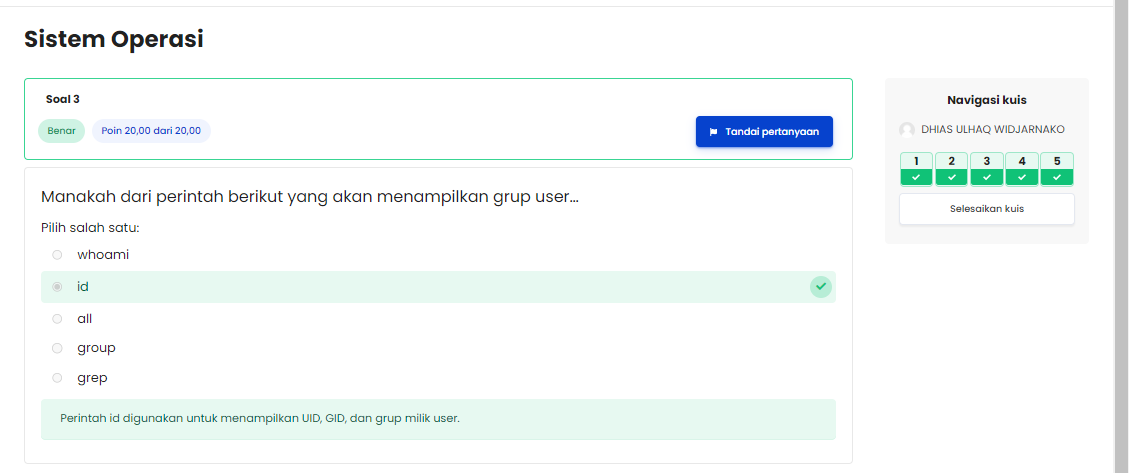 Sistem Operasi
Soal 3
Benar
Poin 20,00 dari 20,00
Tandai pertanyaan
Manakah dari perintah berikut yang akan menampilkan grup user...
Pilih salah satu:
whoami
id
all
group
grep
Perintah id digunakan untuk menampilkan UID, GID, dan grup milik user.
Navigasi kuis
DHIAS ULHAQ WIDJARNAKO
1 2 3 4 5
Selesaikan kuis